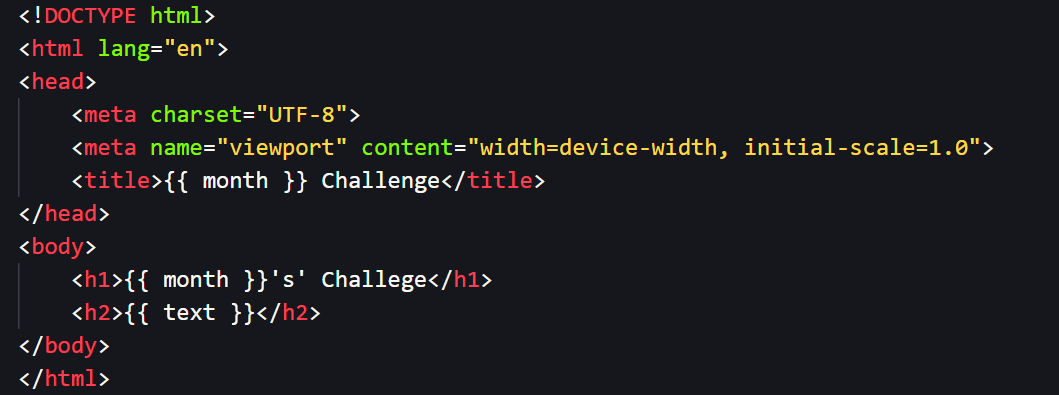 <!DOCTYPE html>
<html lang="en">
<head>
    <meta charset="UTF-8">
    <meta name="viewport" content="width=device-width, initial-scale=1.0">
    <title>{{ month }} Challenge</title>
</head>
<body>
    <h1>{{ month }}'s' Challege</h1>
    <h2>{{ text }}</h2>
</body>
</html>